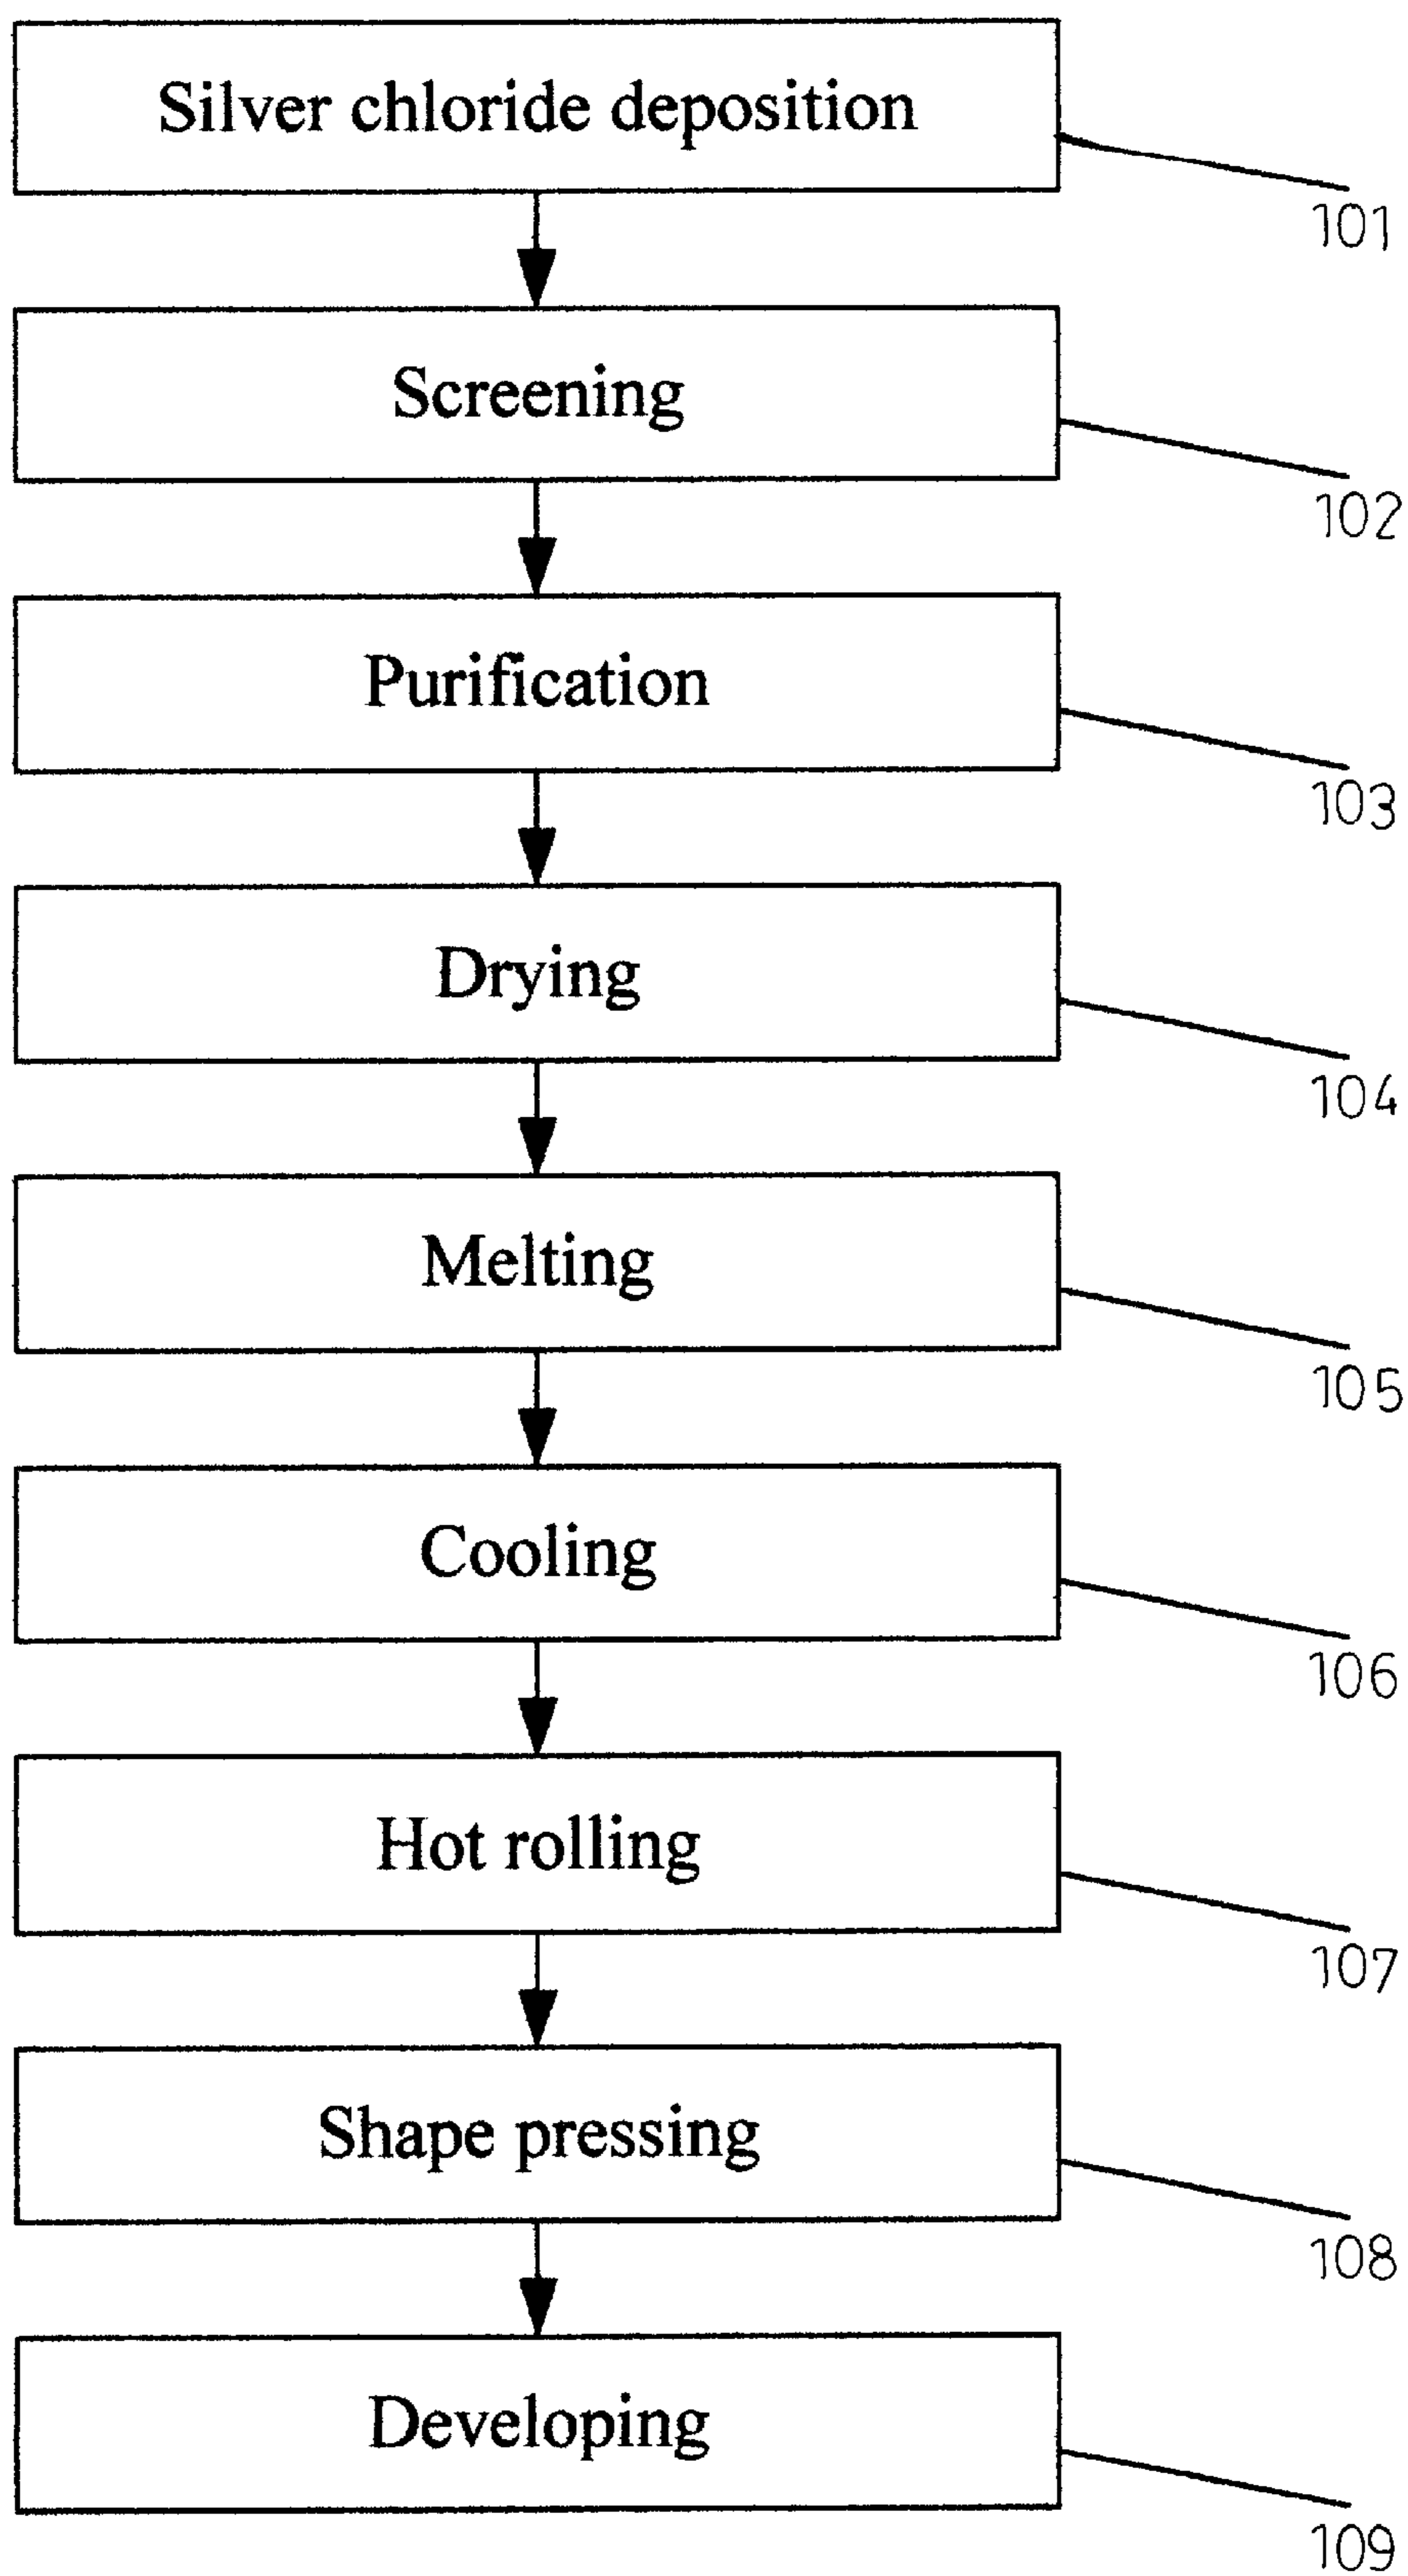 Silver chloride deposition
101
Screening
102
Purification
103
Drying
104
Melting
105
Cooling
106
Hot rolling
107
Shape pressing
108
Developing
109